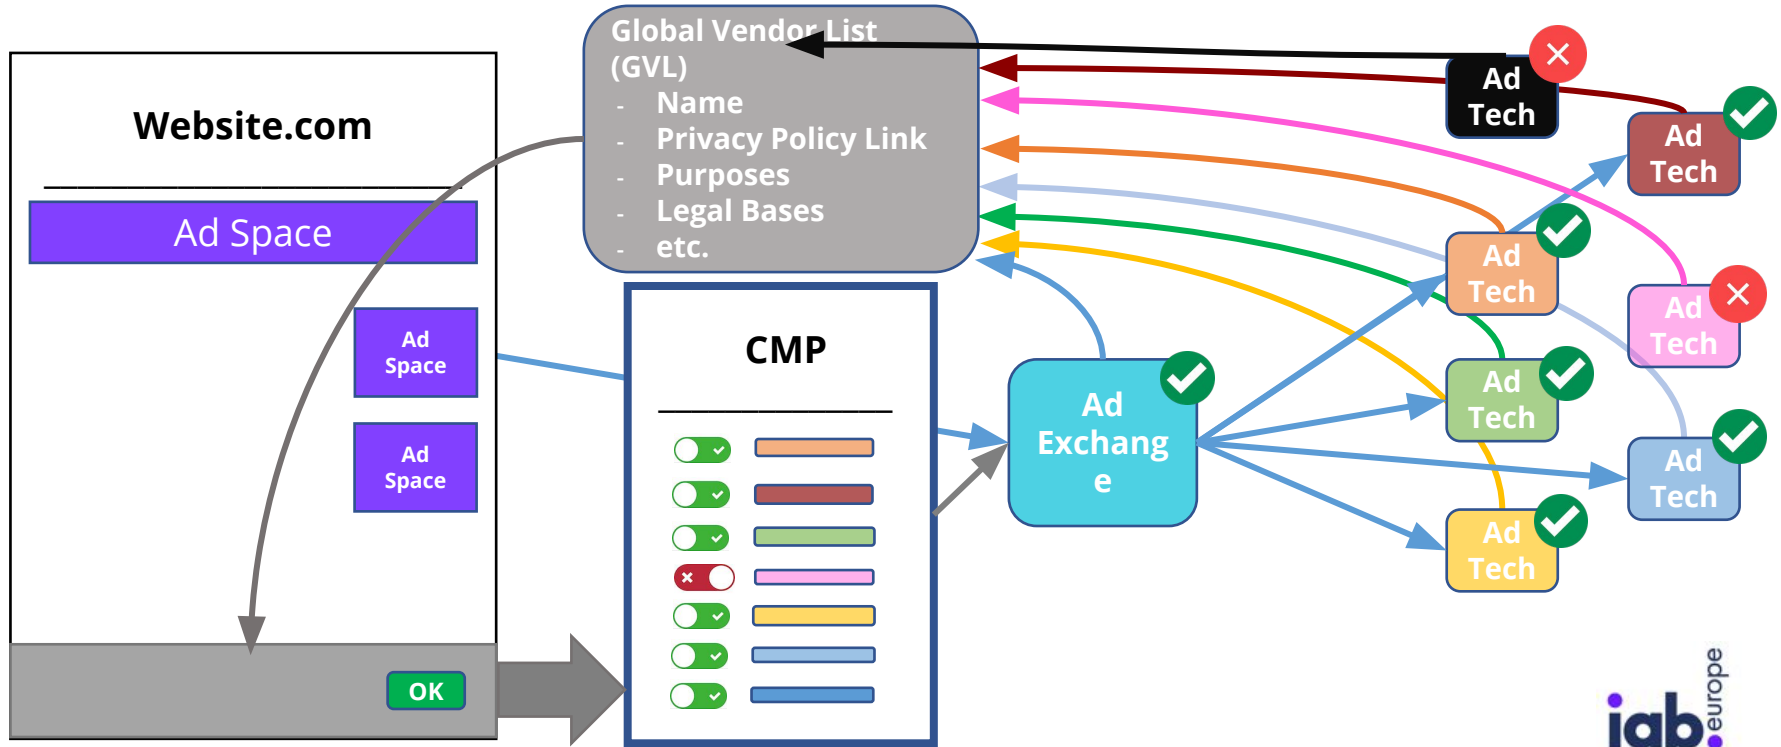 Website.com
Ad Space
Ad
Space
Ad
Space
OK
Global Vendor List
(GVL)
- Name
- Privacy Policy Link
- Purposes
- Legal Bases
- etc.
CMP
Ad
Exchang
e
Ad
Tech
Ad
Tech
Ad
Tech
Ad
Tech
Ad
Tech
Ad
Tech
Ad
Tech
iab.
europe